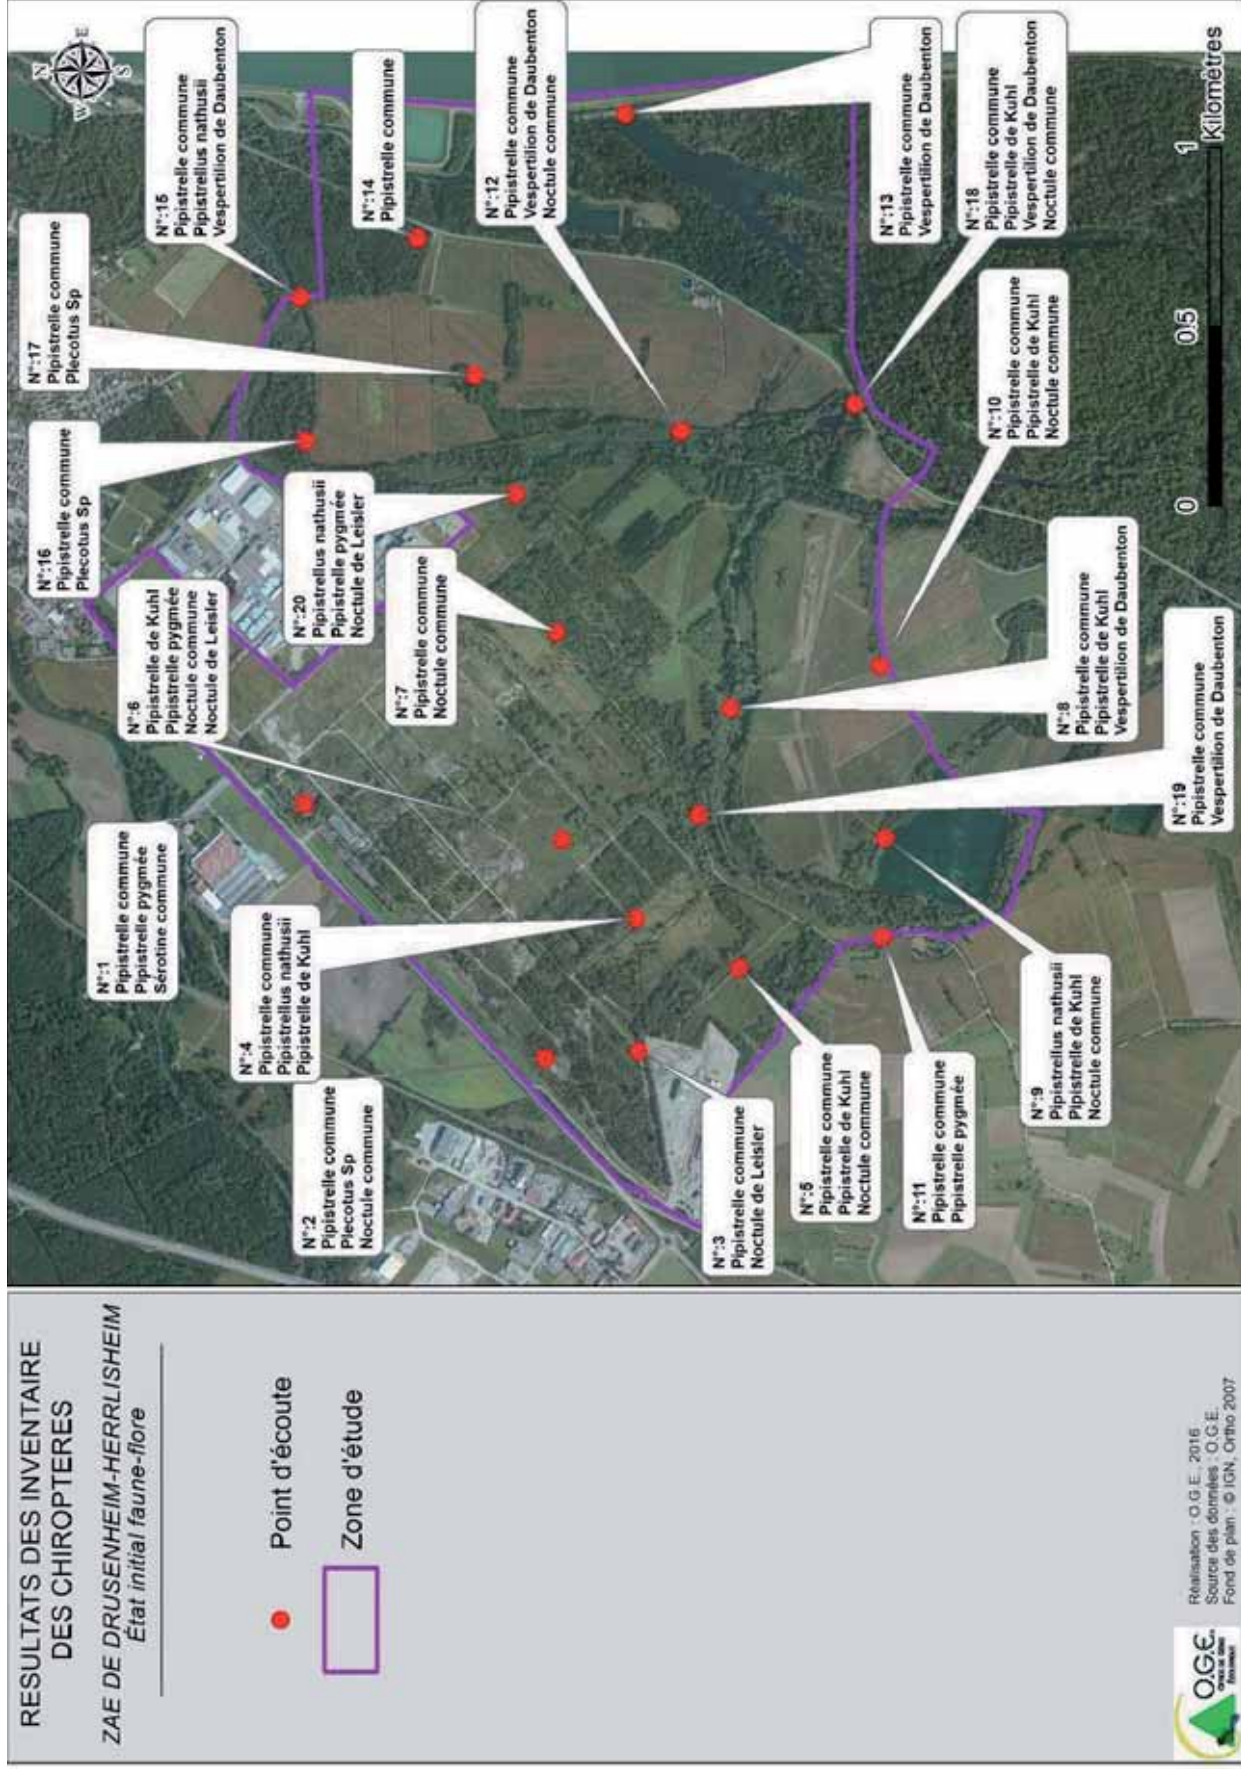 RESULTATS DES INVENTAIRE
DES CHIROPTERES
ZAE DE DRUSENHEIM-HERRLISHEIM
État initial faune-flore
Point d'écoute
Zone d'étude
Réalisation : O.G.E., 2016
Source des données : O.G.E.
Fond de plan : © IGN, Ortho 2007
O.G.E.
N°:1
Pipistrelle commune
Pipistrelle pygmée
Sérotine commune
N°:2
Pipistrelle commune
Plecotus Sp
Noctule commune
N°:3
Pipistrelle commune
Noctule de Leisler
N°:4
Pipistrelle commune
Pipistrellus nathusii
Pipistrelle de Kuhl
N°:5
Pipistrelle commune
Pipistrelle de Kuhl
Noctule commune
N°:6
Pipistrelle de Kuhl
Pipistrelle pygmée
Noctule commune
Noctule de Leisler
N°:7
Pipistrelle commune
Noctule commune
N°:8
Pipistrelle commune
Pipistrelle de Kuhl
Vespertilion de Daubenton
N°:9
Pipistrellus nathusii
Pipistrelle de Kuhl
Noctule commune
N°:10
Pipistrelle commune
Pipistrelle de Kuhl
Noctule commune
N°:11
Pipistrelle commune
Pipistrelle pygmée
N°:12
Pipistrelle commune
Vespertilion de Daubenton
Noctule commune
N°:13
Pipistrelle commune
Vespertilion de Daubenton
N°:14
Pipistrelle commune
N°:15
Pipistrelle commune
Pipistrellus nathusii
Vespertilion de Daubenton
N°:16
Pipistrelle commune
Plecotus Sp
N°:17
Pipistrelle commune
Plecotus Sp
N°:18
Pipistrelle commune
Pipistrelle de Kuhl
Vespertilion de Daubenton
Noctule commune
N°:19
Pipistrelle commune
Vespertilion de Daubenton
N°:20
Pipistrellus nathusii
Pipistrelle pygmée
Noctule de Leisler
N
E
S
W
0 0.5 1
Kilomètres